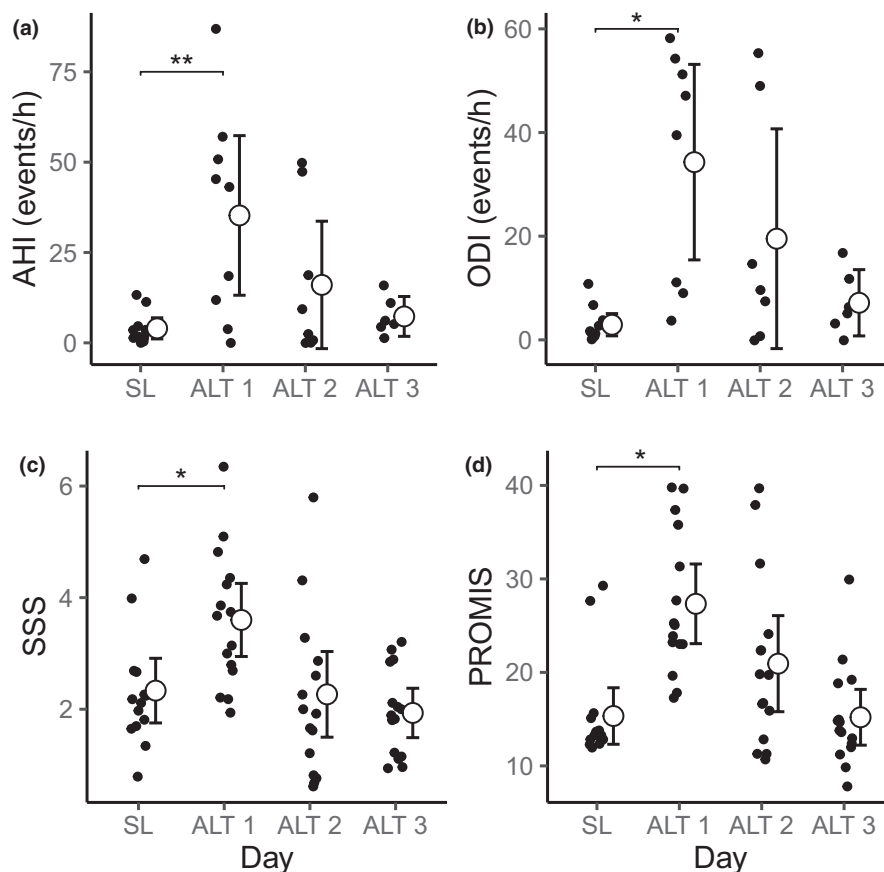 (a)
**
AHI (events/h)
75
50
25
0
SL ALT 1 ALT 2 ALT 3
(b)
*
ODI (events/h)
60
40
20
0
SL ALT 1 ALT 2 ALT 3
(c)
*
SSS
6
4
2
SL ALT 1 ALT 2 ALT 3
Day
(d)
*
PROMIS
40
30
20
10
SL ALT 1 ALT 2 ALT 3
Day